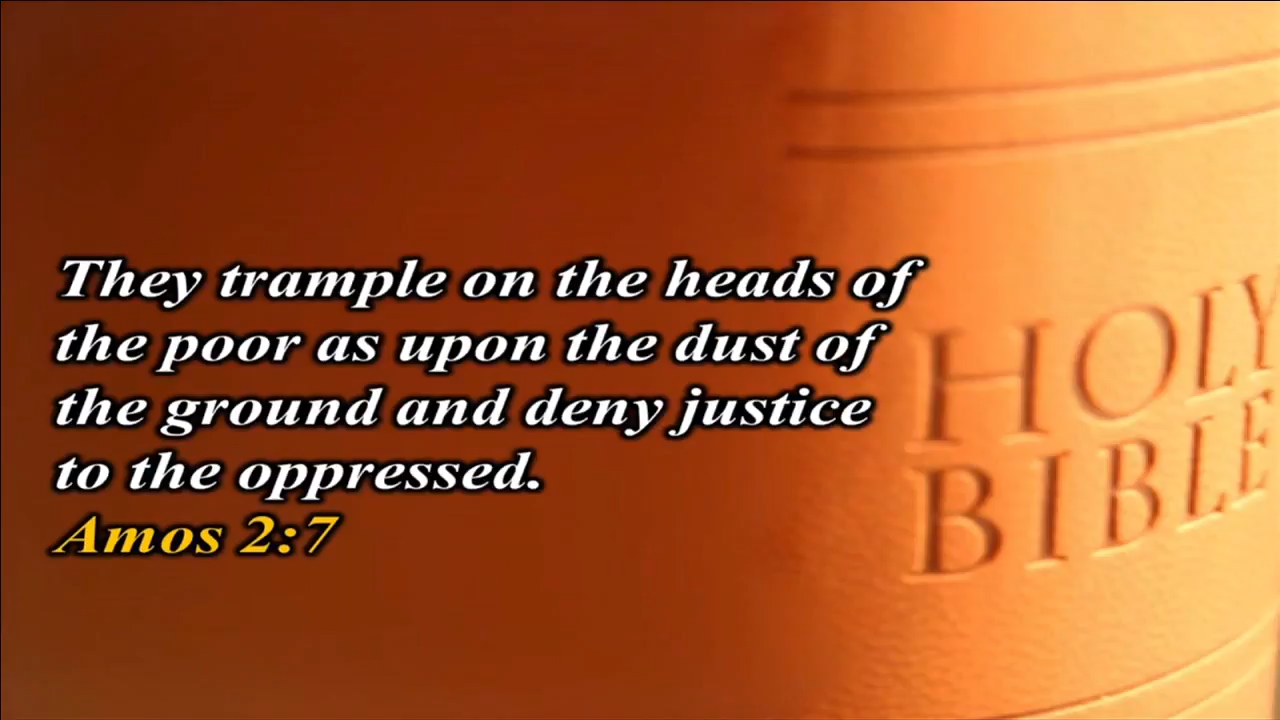 They trample on the heads of
the poor as upon the dust of
the ground and deny justice
to the oppressed.
Amos 2:7
HOLY
BIBLE